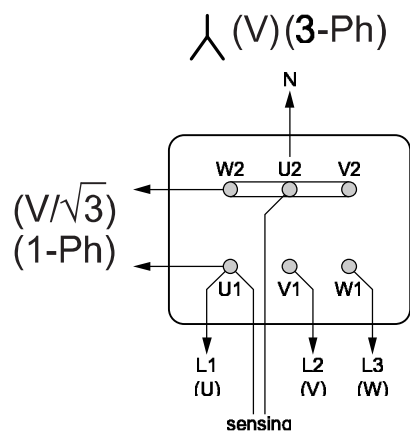 (V) (3-Ph)
N
W2 U2 V2
(V/√3)
(1-Ph)
U1 V1 W1
L1 L2 L3
(U) (V) (W)
sensing